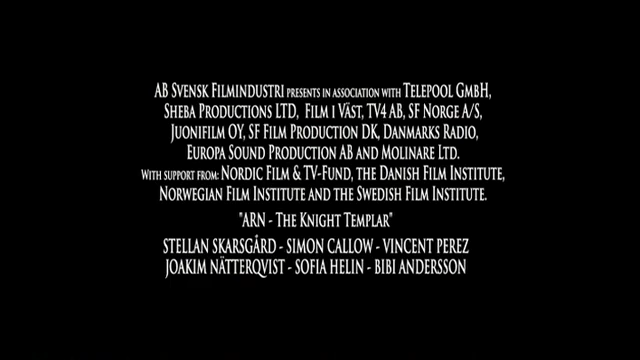 AB Svensk Filmindustri presents in association with Telepool GmbH,
Sheba Productions LTD, Film i Väst, TV4 AB, SF Norge A/S,
Juonifilm OY, SF Film Production DK, Danmarks Radio,
Europa Sound Production AB and Molinare Ltd.
With support from: Nordic Film & TV-Fund, the Danish Film Institute,
Norwegian Film Institute and the Swedish Film Institute.
"ARN - The Knight Templar"
STELLAN SKARSGÅRD - SIMON CALLOW - VINCENT PEREZ
JOAKIM NÄTTERQVIST - SOFIA HELIN - BIBI ANDERSSON